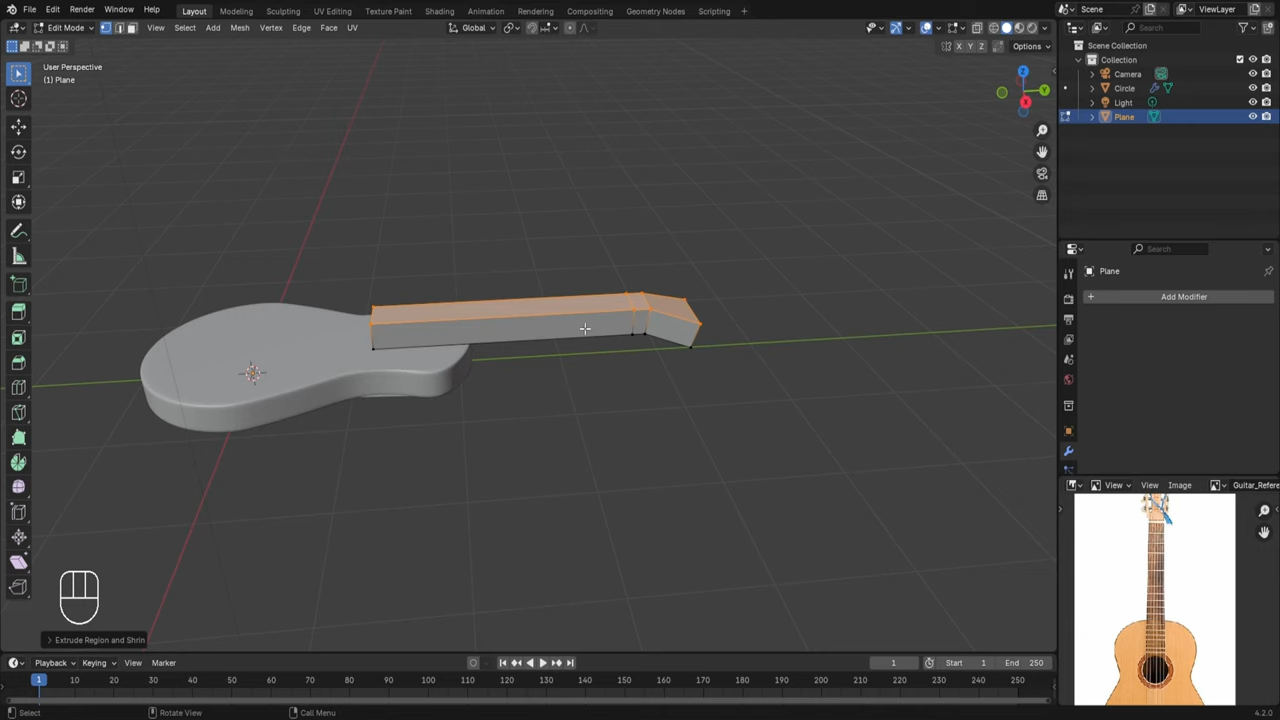 File Edit Render Window Help Layout Modeling Sculpting UV Editing Texture Paint Shading Animation Rendering Compositing Geometry Nodes Scripting + Scene ViewLayer
Edit Mode View Select Add Mesh Vertex Edge Face UV Global Search
X Y Z Options
Scene Collection
Collection
Camera
Circle
Light
Plane
User Perspective
(1) Plane
Z
Y
X
Search
Plane
+ Add Modifier
View View Image Guitar_Refere
Extrude Region and Shrin
Playback Keying View Marker 1 Start 1 End 250
1 10 20 30 40 50 60 70 80 90 100 110 120 130 140 150 160 170 180 190 200 210 220 230 240 250
Select Rotate View Call Menu 4.2.0